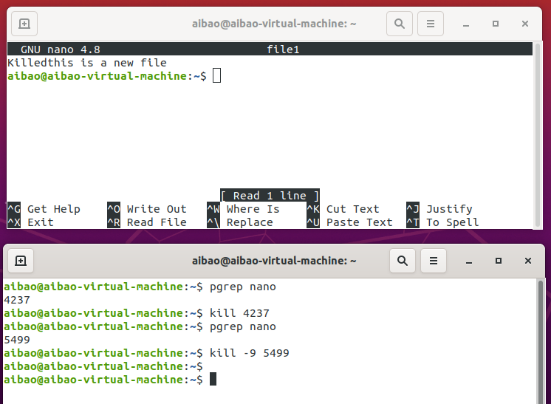 aibao@aibao-virtual-machine: ~
GNU nano 4.8 file1
Killedthis is a new file
aibao@aibao-virtual-machine:~$
[ Read 1 line ]
^G Get Help ^O Write Out ^W Where Is ^K Cut Text ^J Justify
^X Exit ^R Read File ^\ Replace ^U Paste Text ^T To Spell
aibao@aibao-virtual-machine: ~
aibao@aibao-virtual-machine:~$ pgrep nano
4237
aibao@aibao-virtual-machine:~$ kill 4237
aibao@aibao-virtual-machine:~$ pgrep nano
5499
aibao@aibao-virtual-machine:~$ kill -9 5499
aibao@aibao-virtual-machine:~$
aibao@aibao-virtual-machine:~$